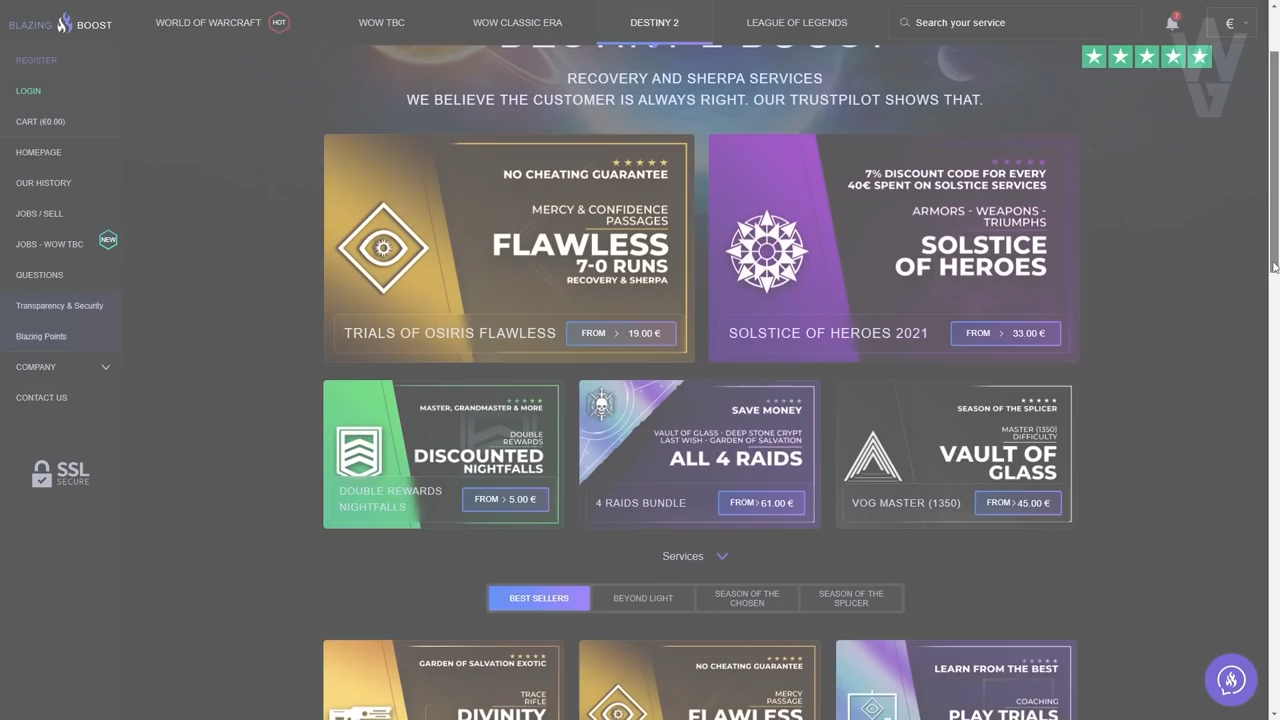 BLAZING BOOST
WORLD OF WARCRAFT HOT
WOW TBC
WOW CLASSIC ERA
DESTINY 2
LEAGUE OF LEGENDS
Search your service
€
REGISTER
LOGIN
CART (€0.00)
HOMEPAGE
OUR HISTORY
JOBS / SELL
JOBS - WOW TBC NEW
QUESTIONS
Transparency & Security
Blazing Points
COMPANY
CONTACT US
SSL
SECURE
DESTINY 2 BOOST
RECOVERY AND SHERPA SERVICES
WE BELIEVE THE CUSTOMER IS ALWAYS RIGHT. OUR TRUSTPILOT SHOWS THAT.
NO CHEATING GUARANTEE
MERCY & CONFIDENCE
PASSAGES
FLAWLESS
7-0 RUNS
RECOVERY & SHERPA
TRIALS OF OSIRIS FLAWLESS
FROM > 19.00 €
7% DISCOUNT CODE FOR EVERY
40€ SPENT ON SOLSTICE SERVICES
ARMORS - WEAPONS -
TRIUMPHS
SOLSTICE
OF HEROES
SOLSTICE OF HEROES 2021
FROM > 33.00 €
MASTER, GRANDMASTER & MORE
DOUBLE
REWARDS
DISCOUNTED
NIGHTFALLS
DOUBLE REWARDS
NIGHTFALLS
FROM > 5.00 €
SAVE MONEY
VAULT OF GLASS - DEEP STONE CRYPT
LAST WISH - GARDEN OF SALVATION
ALL 4 RAIDS
4 RAIDS BUNDLE
FROM > 61.00 €
SEASON OF THE SPLICER
MASTER (1350)
DIFFICULTY
VAULT OF
GLASS
VOG MASTER (1350)
FROM > 45.00 €
Services
BEST SELLERS
BEYOND LIGHT
SEASON OF THE
CHOSEN
SEASON OF THE
SPLICER
GARDEN OF SALVATION EXOTIC
TRACE
RIFLE
DIVINITY
NO CHEATING GUARANTEE
MERCY
PASSAGE
FLAWLESS
LEARN FROM THE BEST
COACHING
PLAY TRIALS